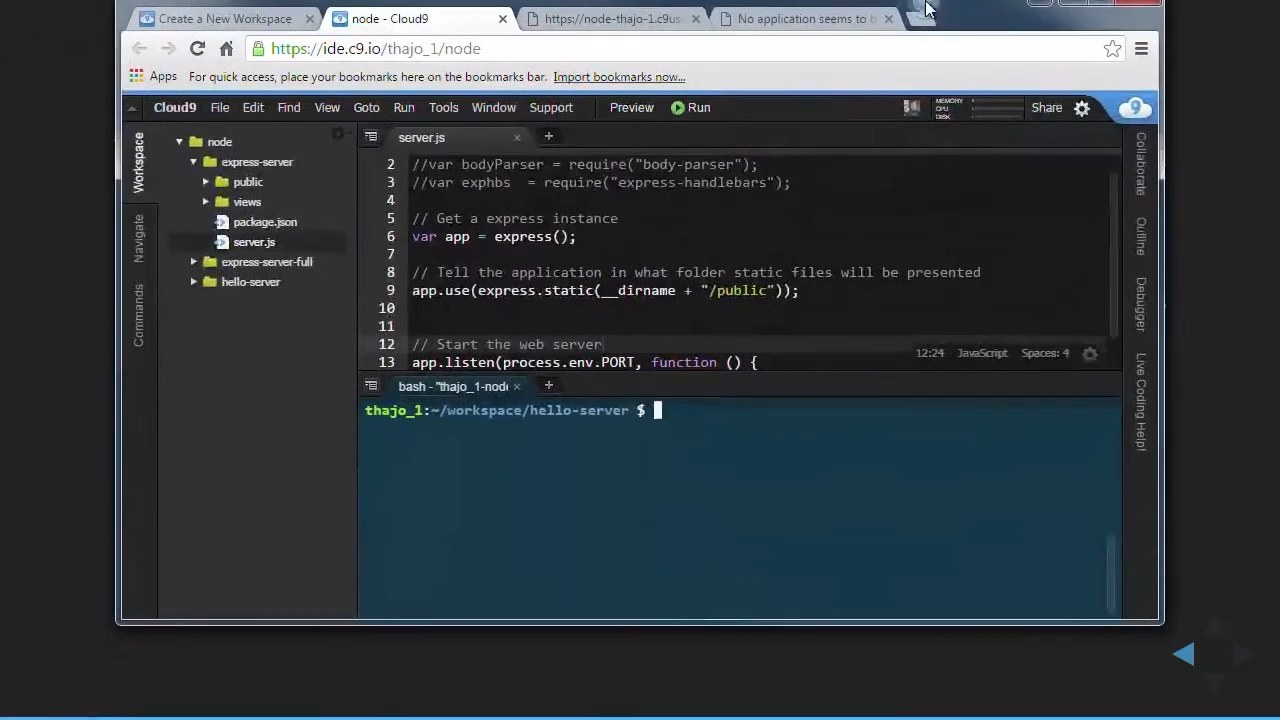 Create a New Workspace
node - Cloud9
https://node-thajo-1.c9us
No application seems to b
https://ide.c9.io/thajo_1/node
Apps
For quick access, place your bookmarks here on the bookmarks bar.
Import bookmarks now...
Cloud9 File Edit Find View Goto Run Tools Window Support Preview Run
MEMORY
CPU
DISK
Share
Workspace
Navigate
Commands
node
express-server
public
views
package.json
server.js
express-server-full
hello-server
server.js
2 //var bodyParser = require("body-parser");
3 //var exphbs  = require("express-handlebars");
4
5 // Get a express instance
6 var app = express();
7
8 // Tell the application in what folder static files will be presented
9 app.use(express.static(__dirname + "/public"));
10
11
12 // Start the web server
13 app.listen(process.env.PORT, function () {
12:24 JavaScript Spaces: 4
bash - "thajo_1-node
thajo_1:~/workspace/hello-server $
Collaborate
Outline
Debugger
Live Coding Help!